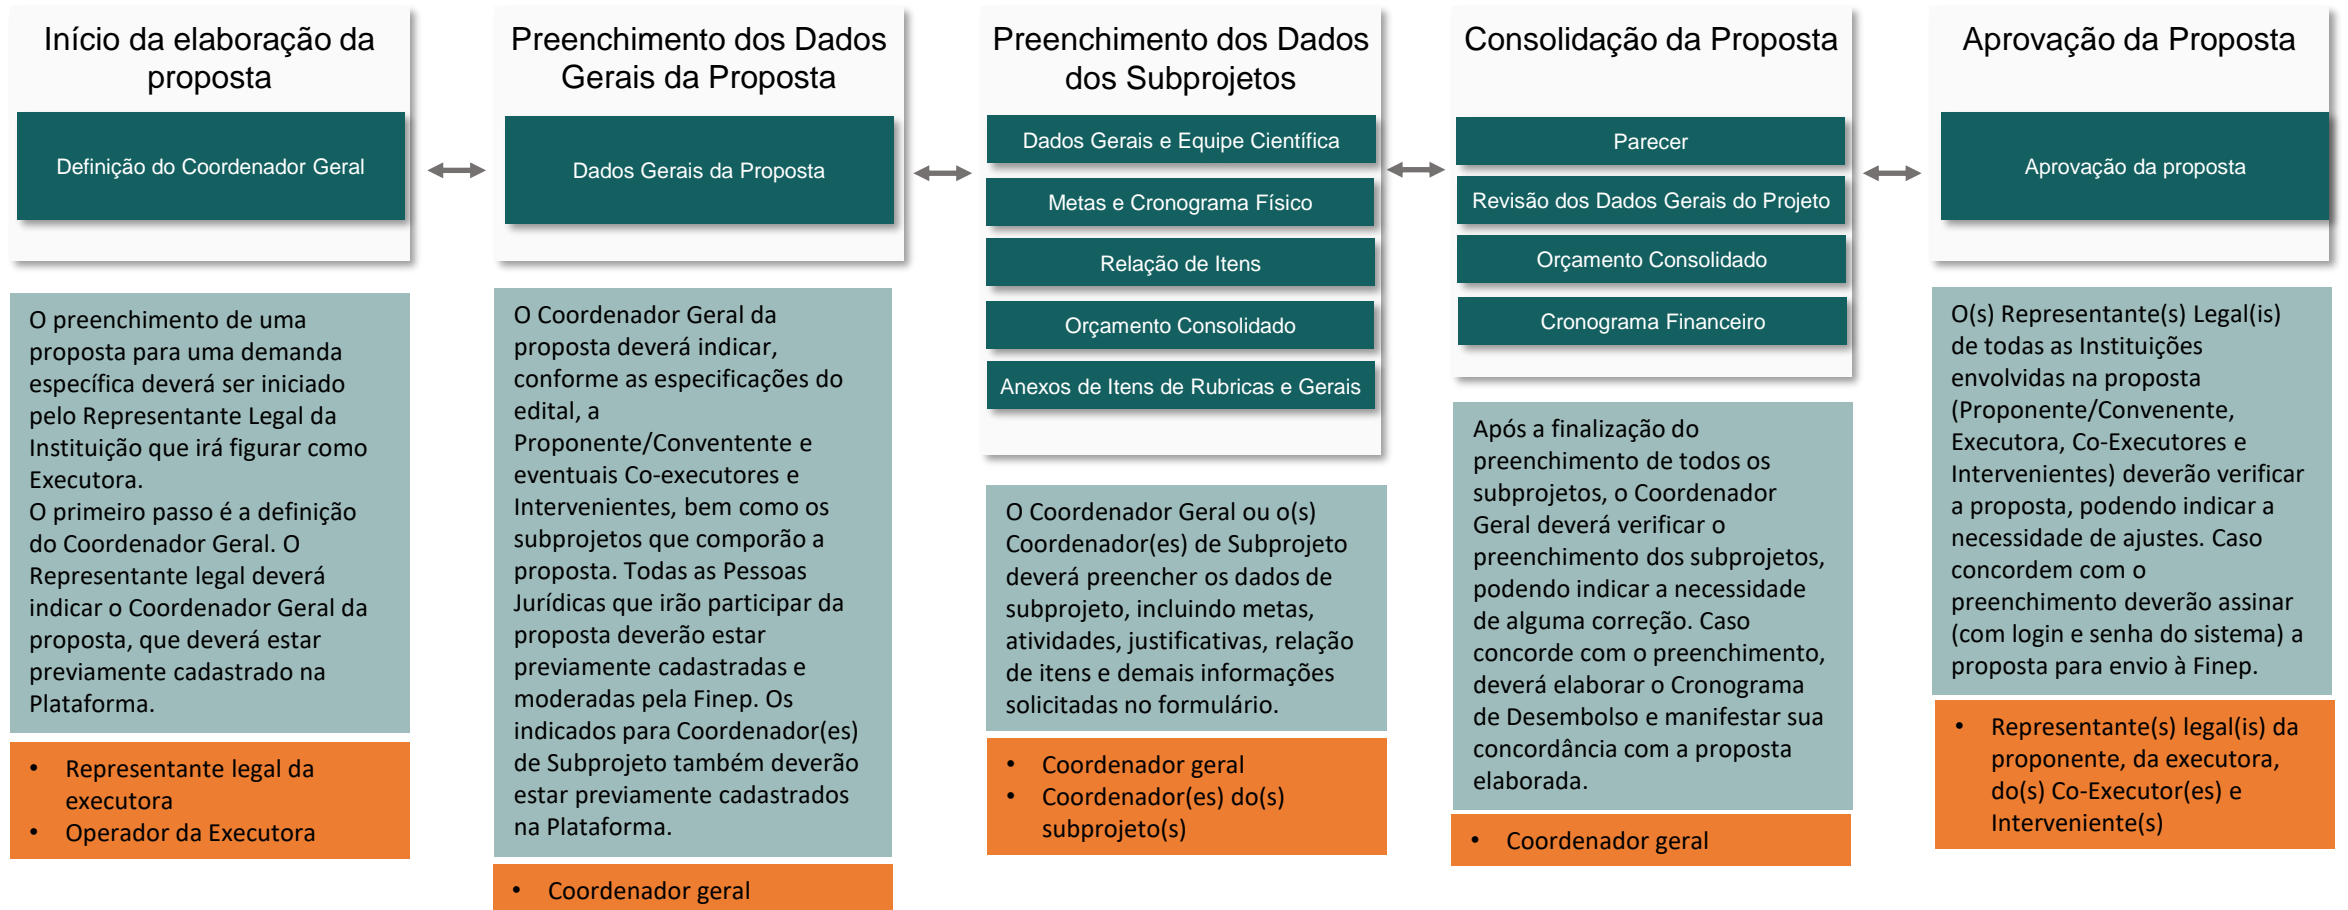 Início da elaboração da
proposta
Definição do Coordenador Geral
O preenchimento de uma
proposta para uma demanda
específica deverá ser iniciado
pelo Representante Legal da
Instituição que irá figurar como
Executora.
O primeiro passo é a definição
do Coordenador Geral. O
Representante legal deverá
indicar o Coordenador Geral da
proposta, que deverá estar
previamente cadastrado na
Plataforma.
• Representante legal da
executora
• Operador da Executora
Preenchimento dos Dados
Gerais da Proposta
Dados Gerais da Proposta
O Coordenador Geral da
proposta deverá indicar,
conforme as especificações do
edital, a
Proponente/Conventente e
eventuais Co-executores e
Intervenientes, bem como os
subprojetos que comporão a
proposta. Todas as Pessoas
Jurídicas que irão participar da
proposta deverão estar
previamente cadastradas e
moderadas pela Finep. Os
indicados para Coordenador(es)
de Subprojeto também deverão
estar previamente cadastrados
na Plataforma.
• Coordenador geral
Preenchimento dos Dados
dos Subprojetos
Dados Gerais e Equipe Científica
Metas e Cronograma Físico
Relação de Itens
Orçamento Consolidado
Anexos de Itens de Rubricas e Gerais
O Coordenador Geral ou o(s)
Coordenador(es) de Subprojeto
deverá preencher os dados de
subprojeto, incluindo metas,
atividades, justificativas, relação
de itens e demais informações
solicitadas no formulário.
• Coordenador geral
• Coordenador(es) do(s)
subprojeto(s)
Consolidação da Proposta
Parecer
Revisão dos Dados Gerais do Projeto
Orçamento Consolidado
Cronograma Financeiro
Após a finalização do
preenchimento de todos os
subprojetos, o Coordenador
Geral deverá verificar o
preenchimento dos subprojetos,
podendo indicar a necessidade
de alguma correção. Caso
concorde com o preenchimento,
deverá elaborar o Cronograma
de Desembolso e manifestar sua
concordância com a proposta
elaborada.
• Coordenador geral
Aprovação da Proposta
Aprovação da proposta
O(s) Representante(s) Legal(is)
de todas as Instituições
envolvidas na proposta
(Proponente/Convenente,
Executora, Co-Executores e
Intervenientes) deverão verificar
a proposta, podendo indicar a
necessidade de ajustes. Caso
concordem com o
preenchimento deverão assinar
(com login e senha do sistema) a
proposta para envio à Finep.
• Representante(s) legal(is) da
proponente, da executora,
do(s) Co-Executor(es) e
Interveniente(s)